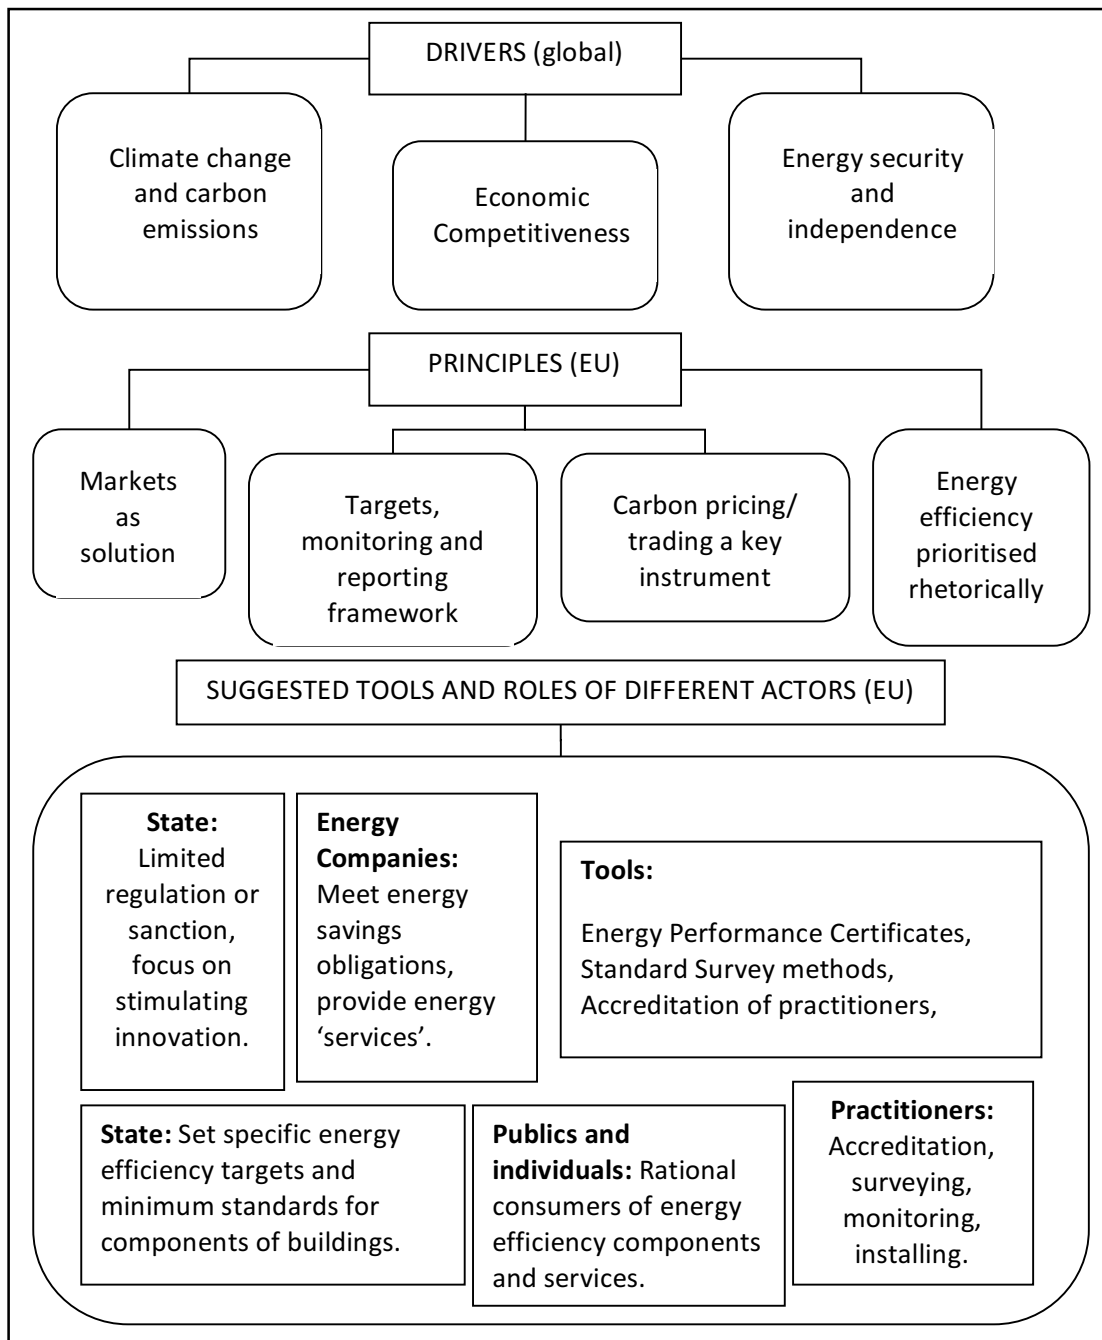 DRIVERS (global)
Climate change
and carbon
emissions
Economic
Competitiveness
Energy security
and
independence
PRINCIPLES (EU)
Markets
as
solution
Targets,
monitoring and
reporting
framework
Carbon pricing/
trading a key
instrument
Energy
efficiency
prioritised
rhetorically
SUGGESTED TOOLS AND ROLES OF DIFFERENT ACTORS (EU)
State:
Limited
regulation or
sanction,
focus on
stimulating
innovation.
Energy
Companies:
Meet energy
savings
obligations,
provide energy
‘services’.
Tools:
Energy Performance Certificates,
Standard Survey methods,
Accreditation of practitioners,
State: Set specific energy
efficiency targets and
minimum standards for
components of buildings.
Publics and
individuals: Rational
consumers of energy
efficiency components
and services.
Practitioners:
Accreditation,
surveying,
monitoring,
installing.